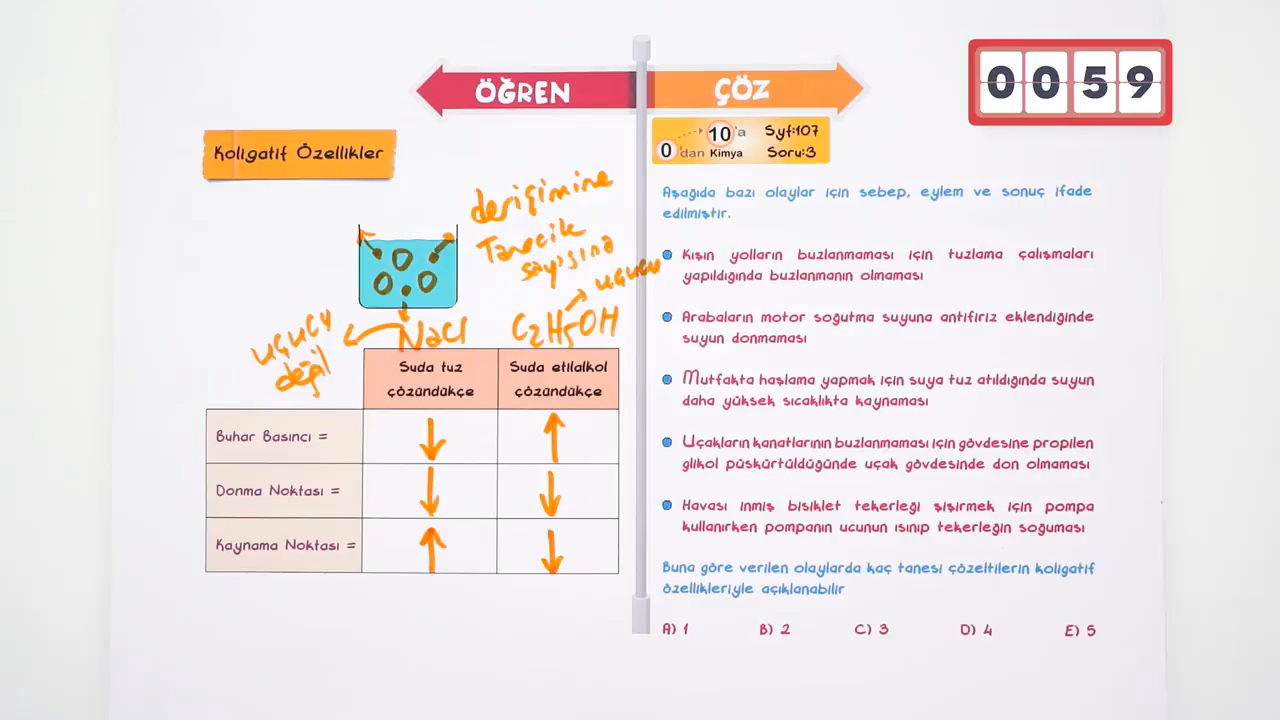 ÖĞREN
ÇÖZ
0059
Koligatif Özellikler
0'dan 10'a Kimya
Syf:107
Soru:3
derişimine
Tanecik
sayısına
uçucu
uçucu
değil
NaCl
C2H5OH
Suda tuz
çözündükçe
Suda etilalkol
çözündükçe
Buhar Basıncı = ↓ ↑
Donma Noktası = ↓ ↓
Kaynama Noktası = ↑ ↓
Aşağıda bazı olaylar için sebep, eylem ve sonuç ifade
edilmiştir.
Kışın yolların buzlanmaması için tuzlama çalışmaları
yapıldığında buzlanmanın olmaması
Arabaların motor soğutma suyuna antifiriz eklendiğinde
suyun donmaması
Mutfakta haşlama yapmak için suya tuz atıldığında suyun
daha yüksek sıcaklıkta kaynaması
Uçakların kanatlarının buzlanmaması için gövdesine propilen
glikol püskürtüldüğünde uçak gövdesinde don olmaması
Havası inmiş bisiklet tekerleği şişirmek için pompa
kullanırken pompanın ucunun ısınıp tekerleğin soğuması
Buna göre verilen olaylarda kaç tanesi çözeltilerin koligatif
özellikleriyle açıklanabilir
A) 1 B) 2 C) 3 D) 4 E) 5